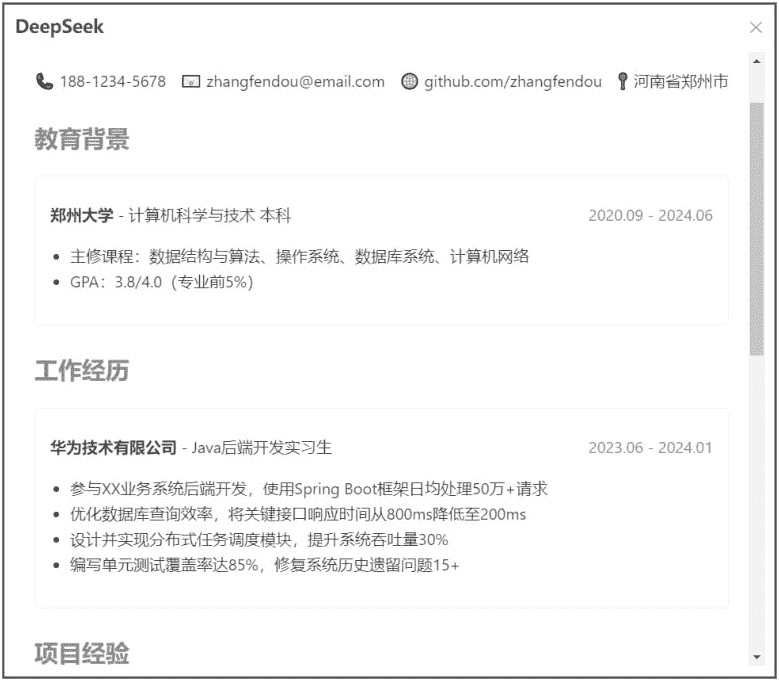 DeepSeek
188-1234-5678 zhangfendou@email.com github.com/zhangfendou 河南省郑州市
教育背景
郑州大学 - 计算机科学与技术 本科 2020.09 - 2024.06
主修课程：数据结构与算法、操作系统、数据库系统、计算机网络
GPA：3.8/4.0（专业前5%）
工作经历
华为技术有限公司 - Java后端开发实习生 2023.06 - 2024.01
参与XX业务系统后端开发，使用Spring Boot框架日均处理50万+请求
优化数据库查询效率，将关键接口响应时间从800ms降低至200ms
设计并实现分布式任务调度模块，提升系统吞吐量30%
编写单元测试覆盖率达85%，修复系统历史遗留问题15+
项目经验